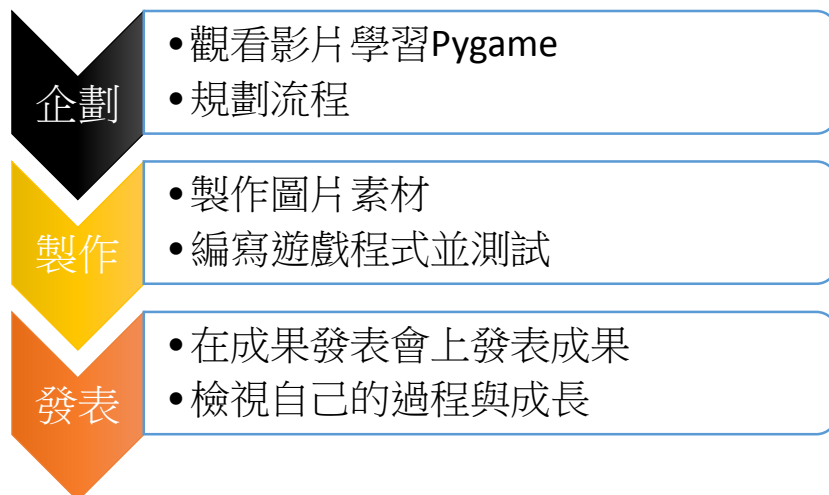 企劃
•觀看影片學習Pygame
•規劃流程
製作
•製作圖片素材
•編寫遊戲程式並測試
發表
•在成果發表會上發表成果
•檢視自己的過程與成長